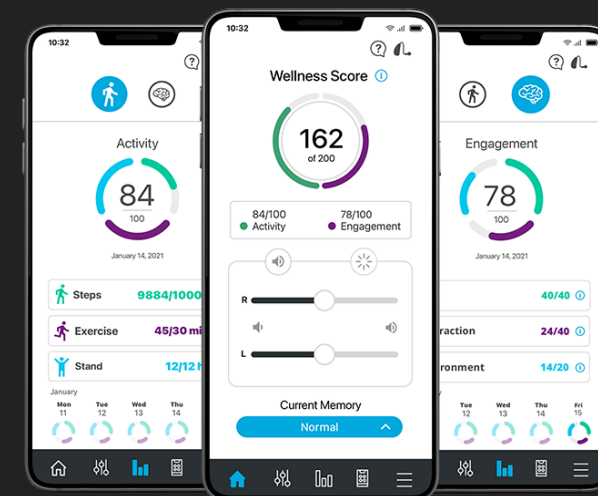 10:32
Activity
84
100
January 14, 2021
Steps 9884/1000
Exercise 45/30 mi
Stand 12/12 h
January
Mon Tue Wed Thu
11 12 13 14
10:32
Wellness Score
162
of 200
84/100 78/100
Activity Engagement
R
L
Current Memory
Normal
Engagement
78
100
January 14, 2021
40/40
raction 24/40
ronment 14/20
Tue Wed Thu Fri
12 13 14 15